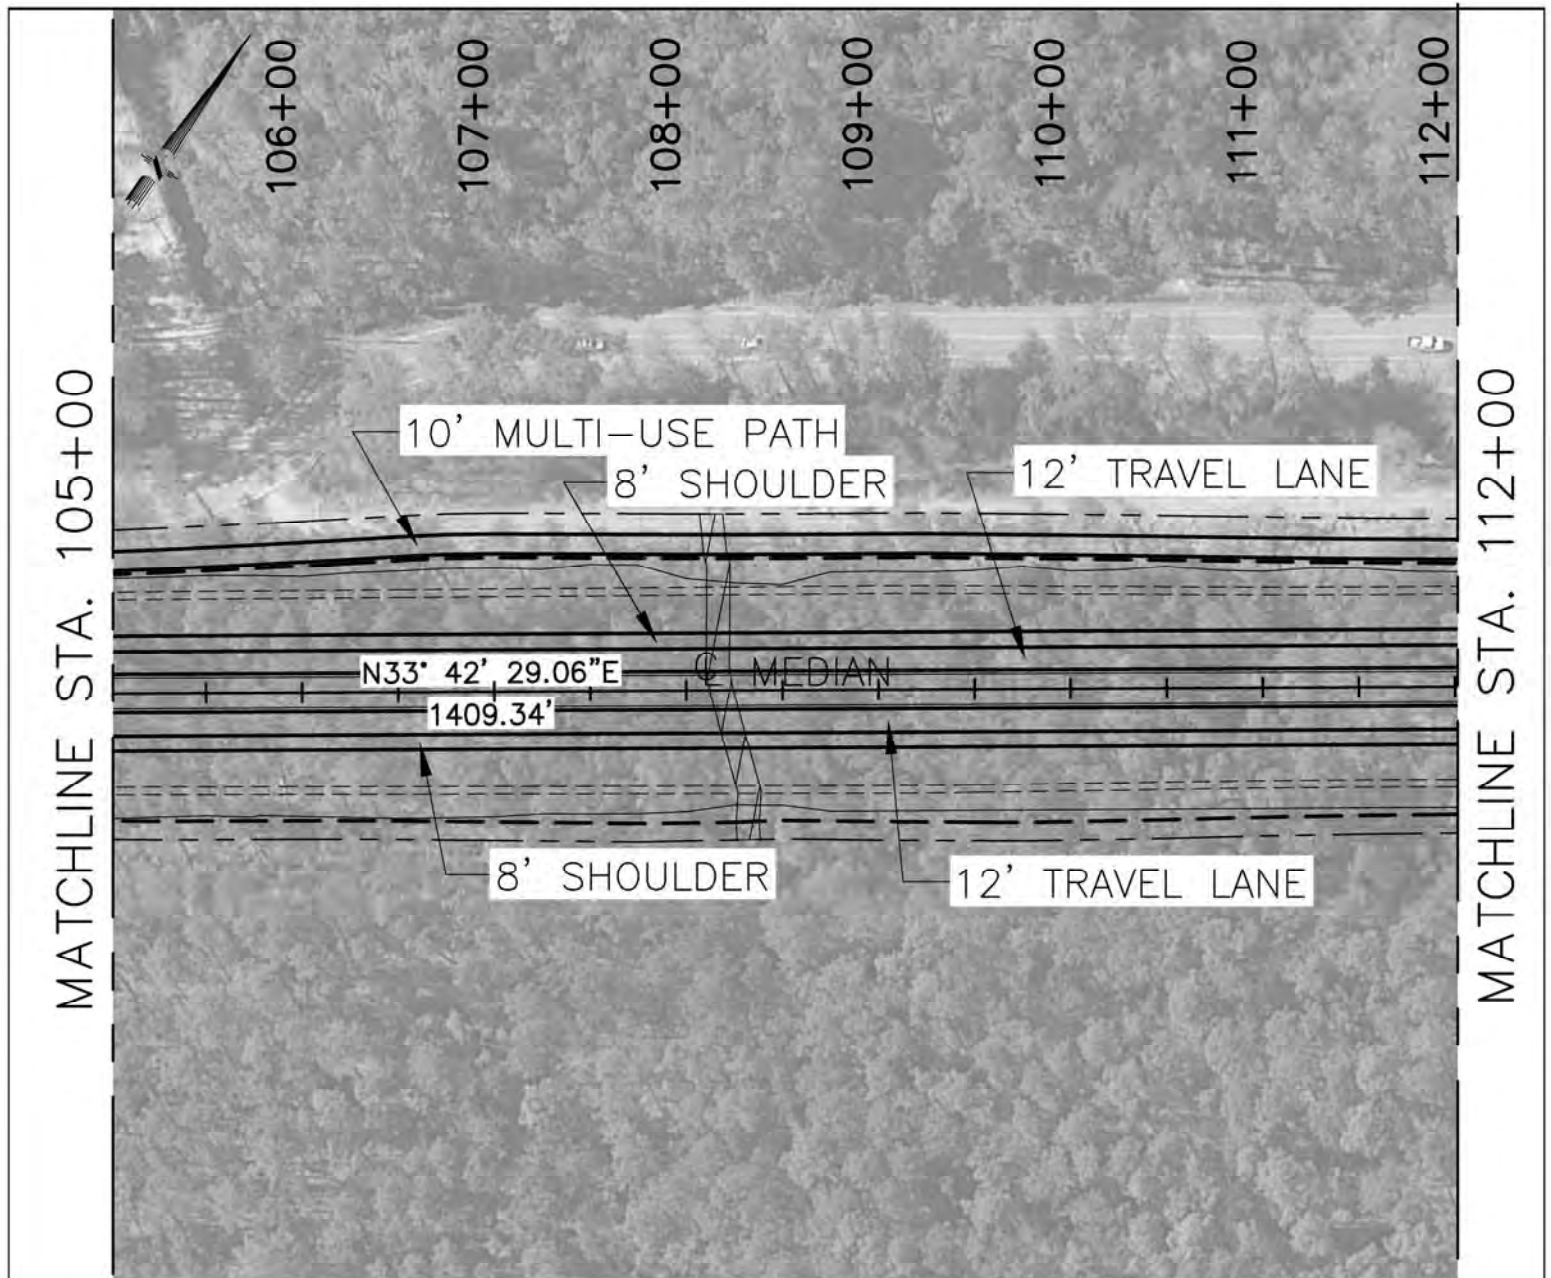 106+00
107+00
108+00
109+00
110+00
111+00
112+00
MATCHLINE STA. 105+00
MATCHLINE STA. 112+00
10' MULTI-USE PATH
8' SHOULDER
12' TRAVEL LANE
N33° 42' 29.06"E
℄ MEDIAN
1409.34'
8' SHOULDER
12' TRAVEL LANE